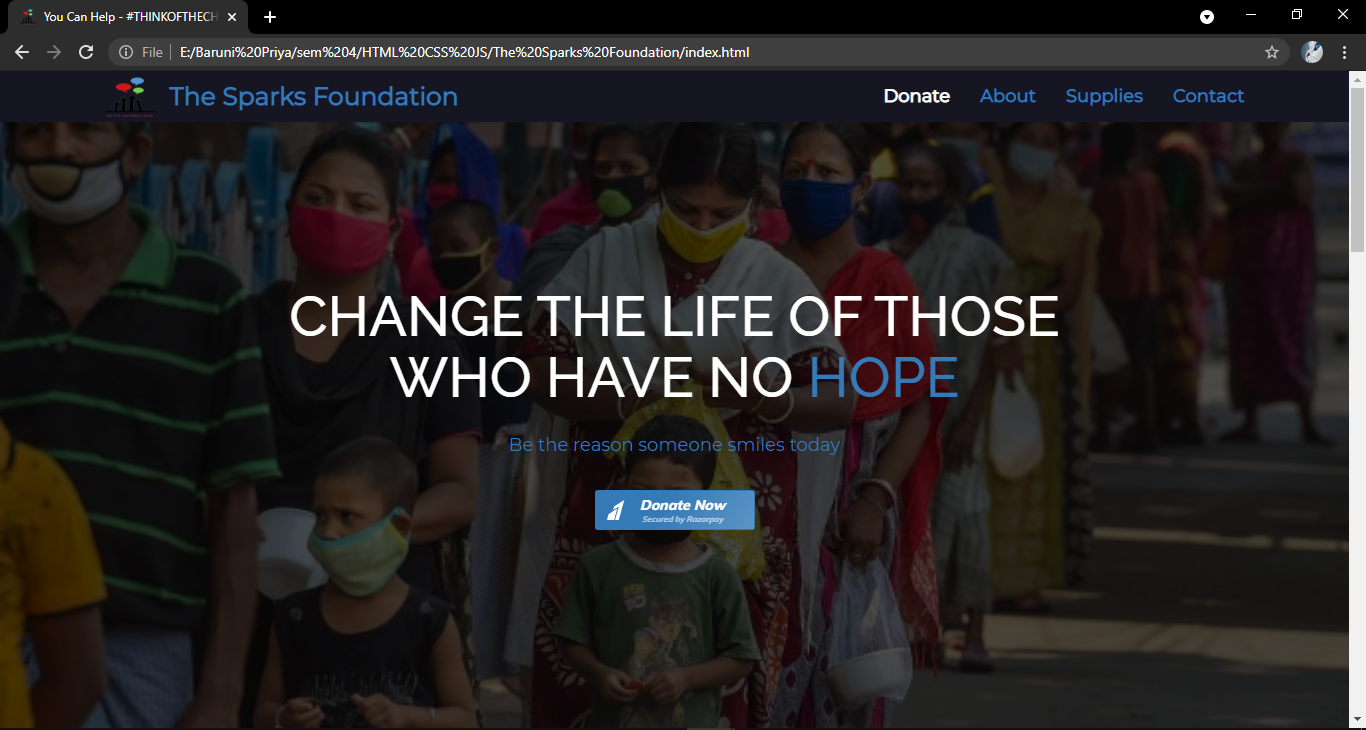 You Can Help - #THINKOFTHECH
File
E:/Baruni%20Priya/sem%204/HTML%20CSS%20JS/The%20Sparks%20Foundation/index.html
The Sparks Foundation
Donate
About
Supplies
Contact
CHANGE THE LIFE OF THOSE
WHO HAVE NO HOPE
Be the reason someone smiles today
Donate Now
Secured by Razorpay